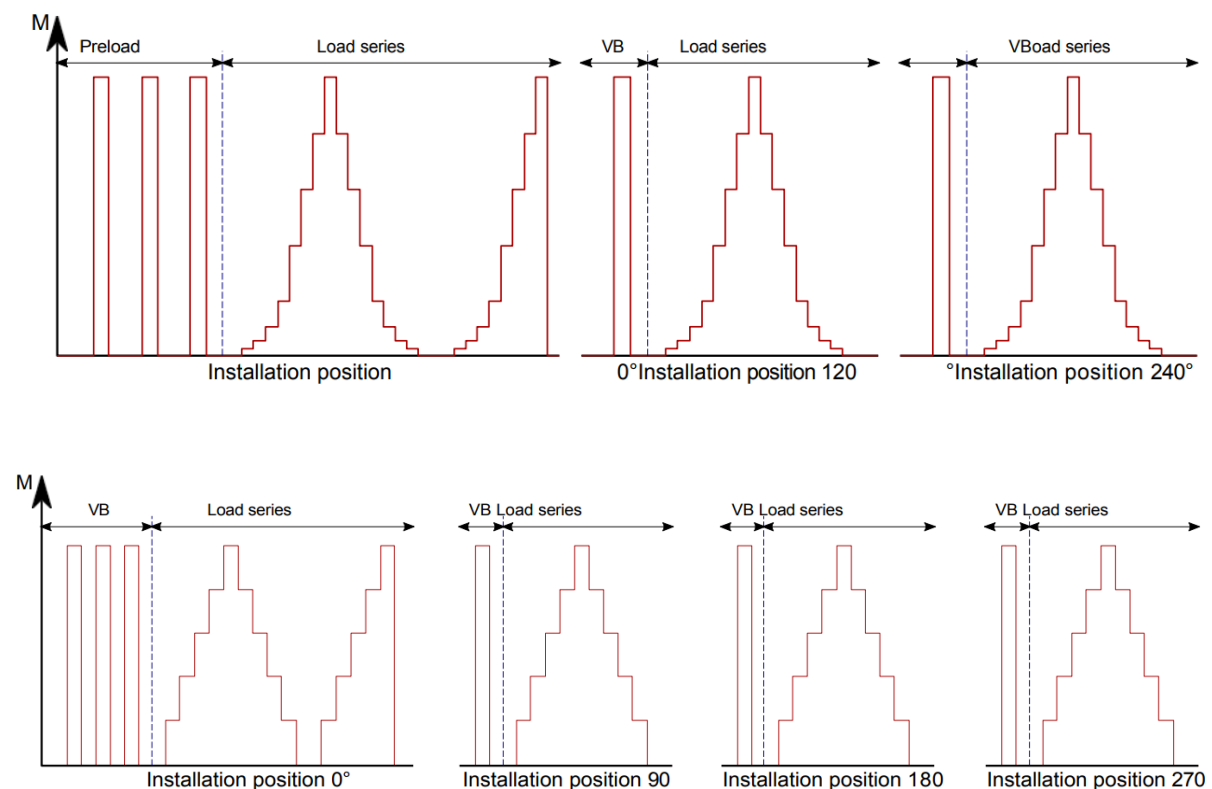 M
Preload Load series VB Load series VBoad series
Installation position 0°Installation position 120 °Installation position 240°
M
VB Load series VB Load series VB Load series VB Load series
Installation position 0° Installation position 90 Installation position 180 Installation position 270